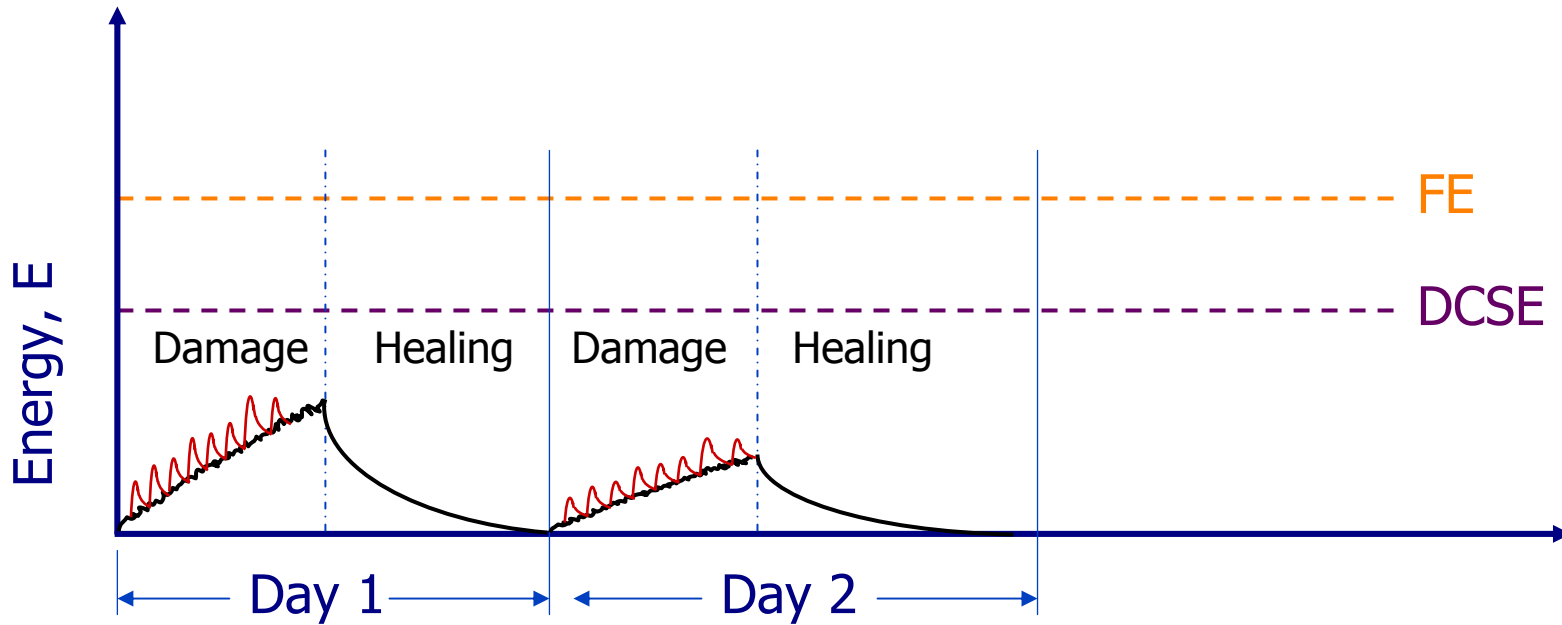 Energy, E
FE
DCSE
Damage Healing Damage Healing
Day 1 Day 2